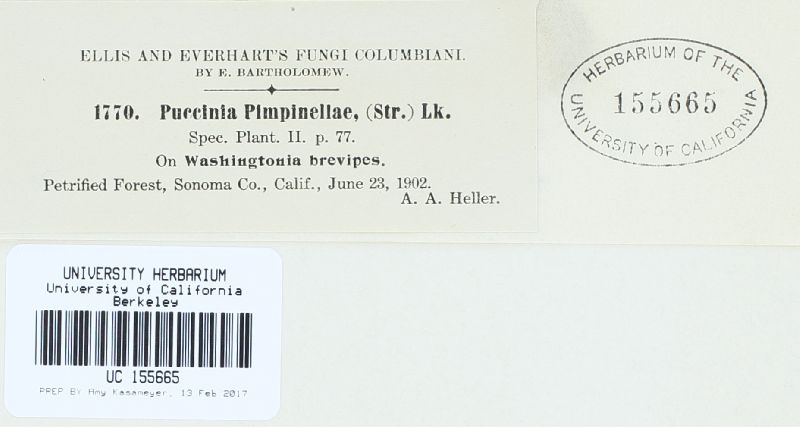 ELLIS AND EVERHART'S FUNGI COLUMBIANI.
BY E. BARTHOLOMEW.
1770. Puccinia Pimpinellae, (Str.) Lk.
Spec. Plant. II. p. 77.
On Washingtonia brevipes.
Petrified Forest, Sonoma Co., Calif., June 23, 1902.
A. A. Heller.
HERBARIUM OF THE
155665
UNIVERSITY OF CALIFORNIA
UNIVERSITY HERBARIUM
University of California
Berkeley
UC 155665
PREP BY Amy Kasameyer, 13 Feb 2017